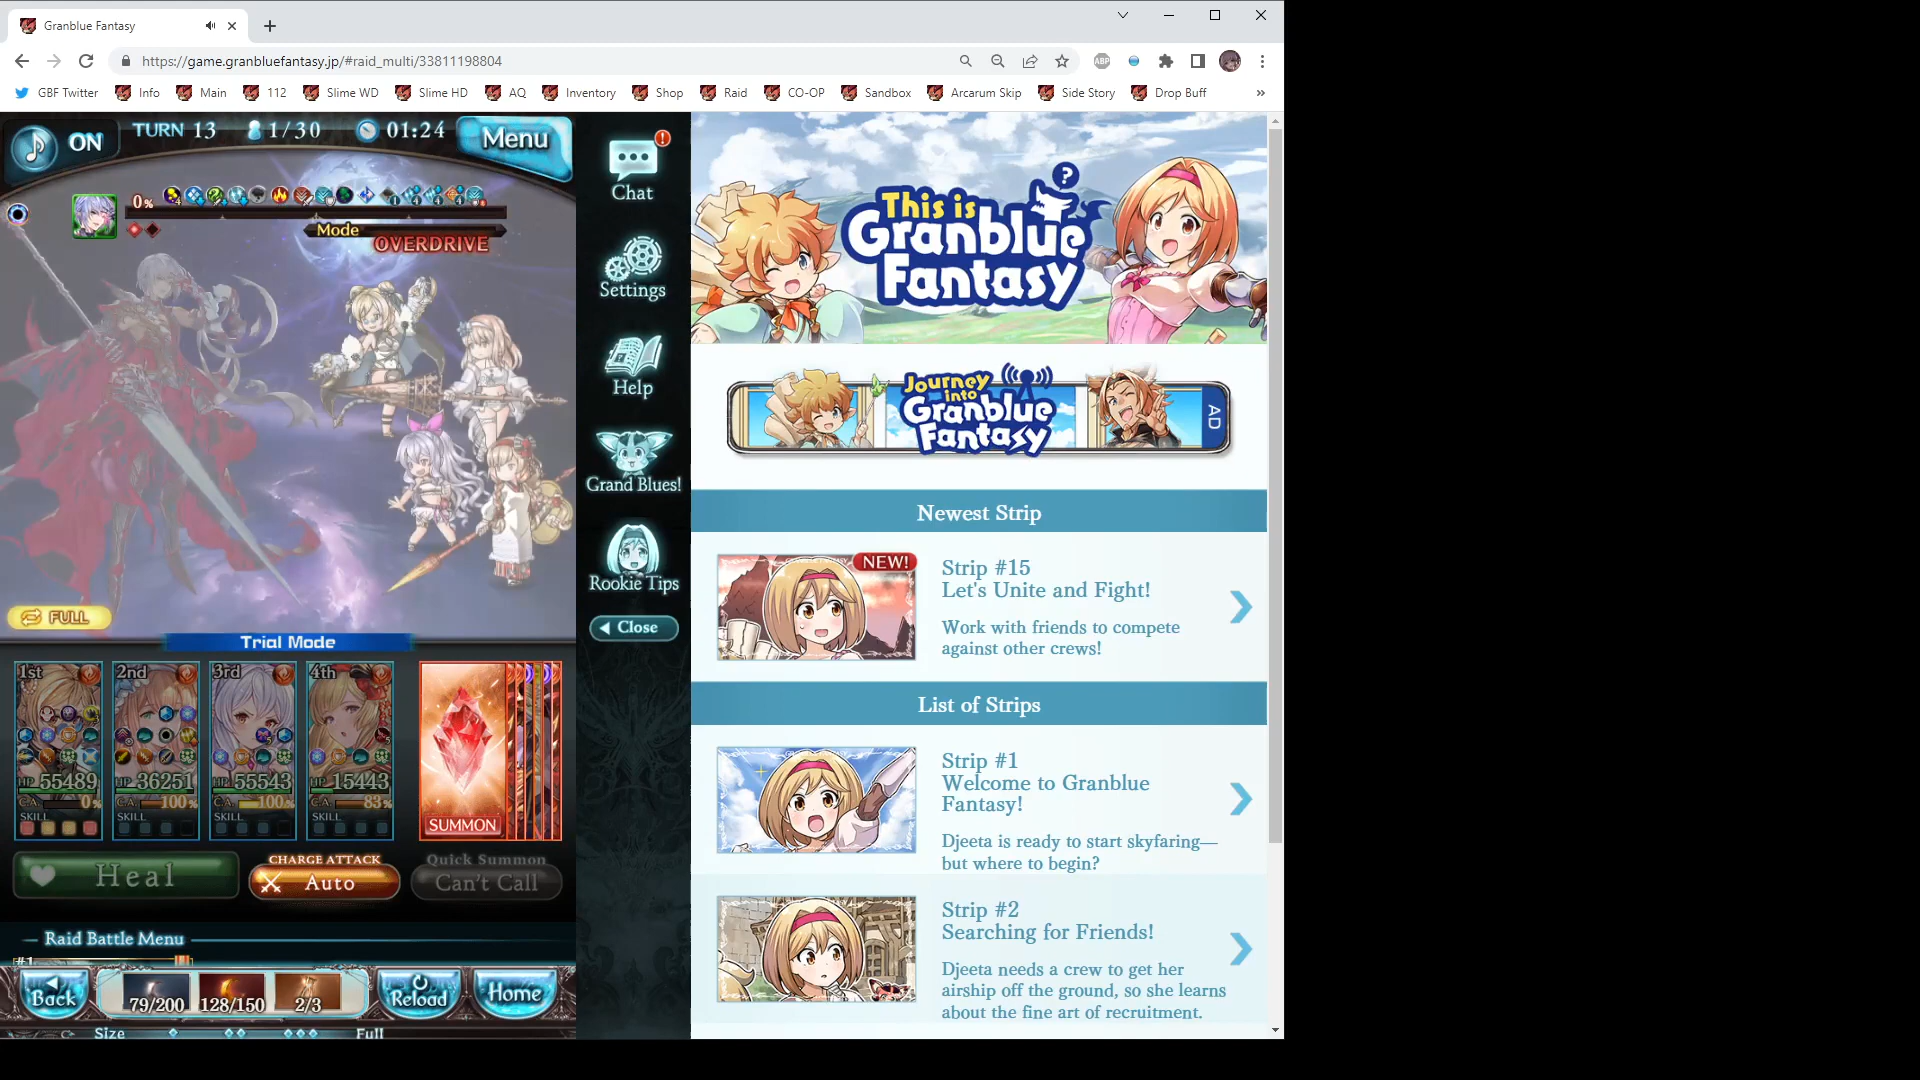 Granblue Fantasy
https://game.granbluefantasy.jp/#raid_multi/33811198804
ABP
GBF Twitter Info Main 112 Slime WD Slime HD AQ Inventory Shop Raid CO-OP Sandbox Arcarum Skip Side Story Drop Buff »
ON TURN 13 1/30 01:24 Menu
0%
Mode
OVERDRIVE
FULL
Trial Mode
1st 2nd 3rd 4th
HP 55489 HP 36251 HP 55543 HP 15443
C.A. 0% C.A. 100% C.A. 100% C.A. 83%
SKILL SKILL SKILL SKILL
SUMMON
Heal
CHARGE ATTACK
Auto
Quick Summon
Can't Call
Raid Battle Menu
#1
Back 79/200 128/150 2/3 Reload Home
Size Full
Chat
Settings
Help
Grand Blues!
Rookie Tips
Close
This is
Granblue
Fantasy
?
Journey
into
Granblue
Fantasy
AD
Newest Strip
NEW!
Strip #15
Let's Unite and Fight!
Work with friends to compete
against other crews!
List of Strips
Strip #1
Welcome to Granblue
Fantasy!
Djeeta is ready to start skyfaring—
but where to begin?
Strip #2
Searching for Friends!
Djeeta needs a crew to get her
airship off the ground, so she learns
about the fine art of recruitment.